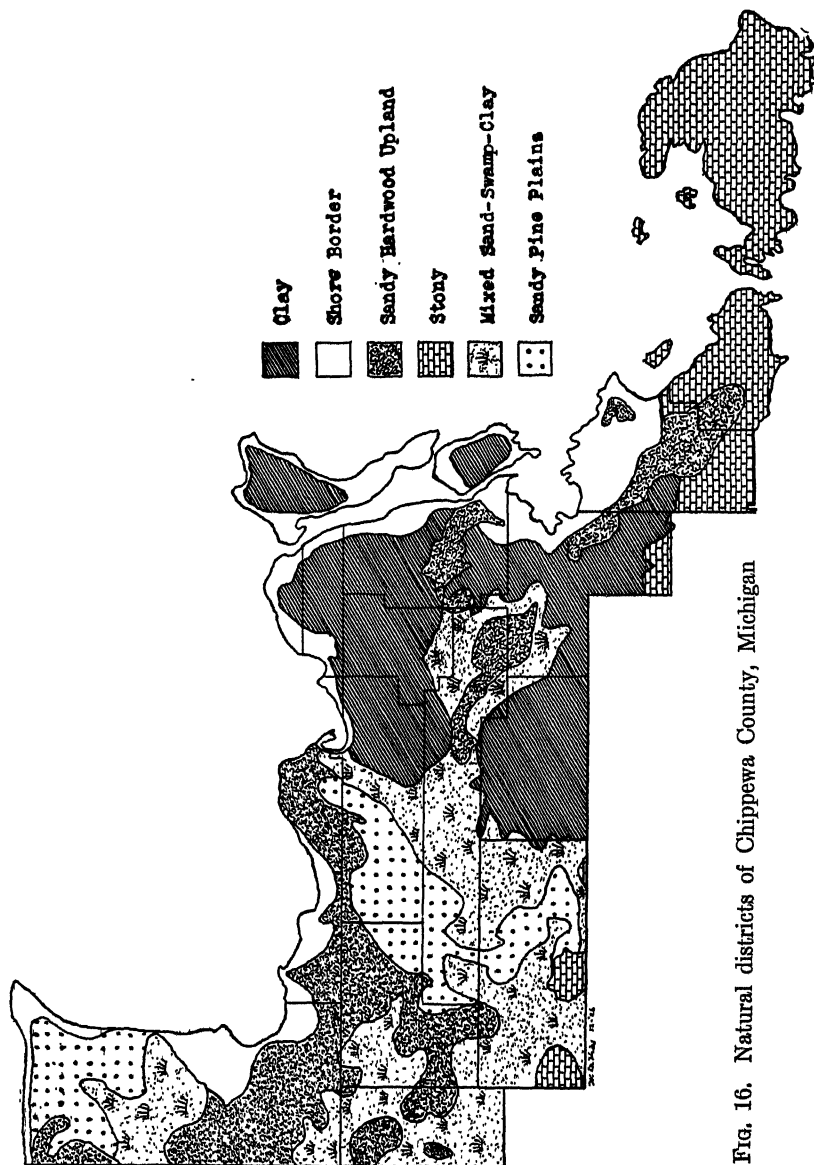 Clay
Shore Border
Sandy Hardwood Upland
Stony
Mixed Sand-Swamp-Clay
Sandy Pine Plains
FIG. 16. Natural districts of Chippewa County, Michigan